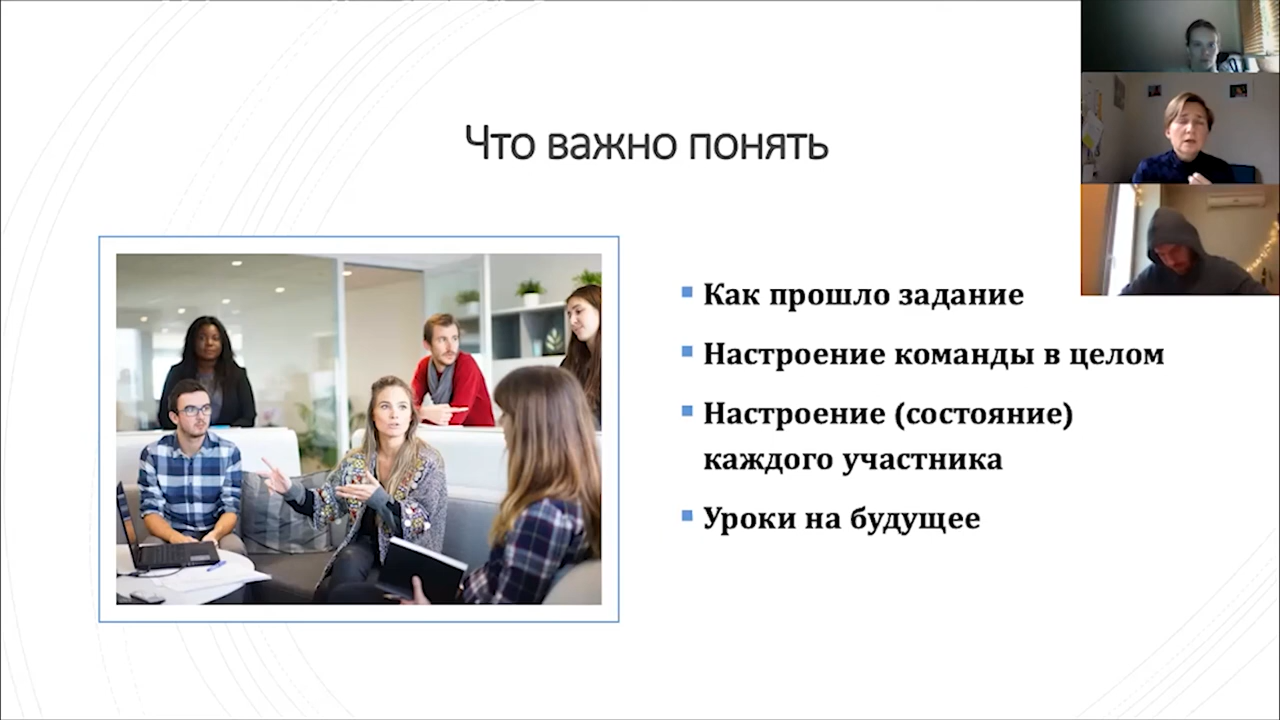 Что важно понять
Как прошло задание
Настроение команды в целом
Настроение (состояние)
каждого участника
Уроки на будущее